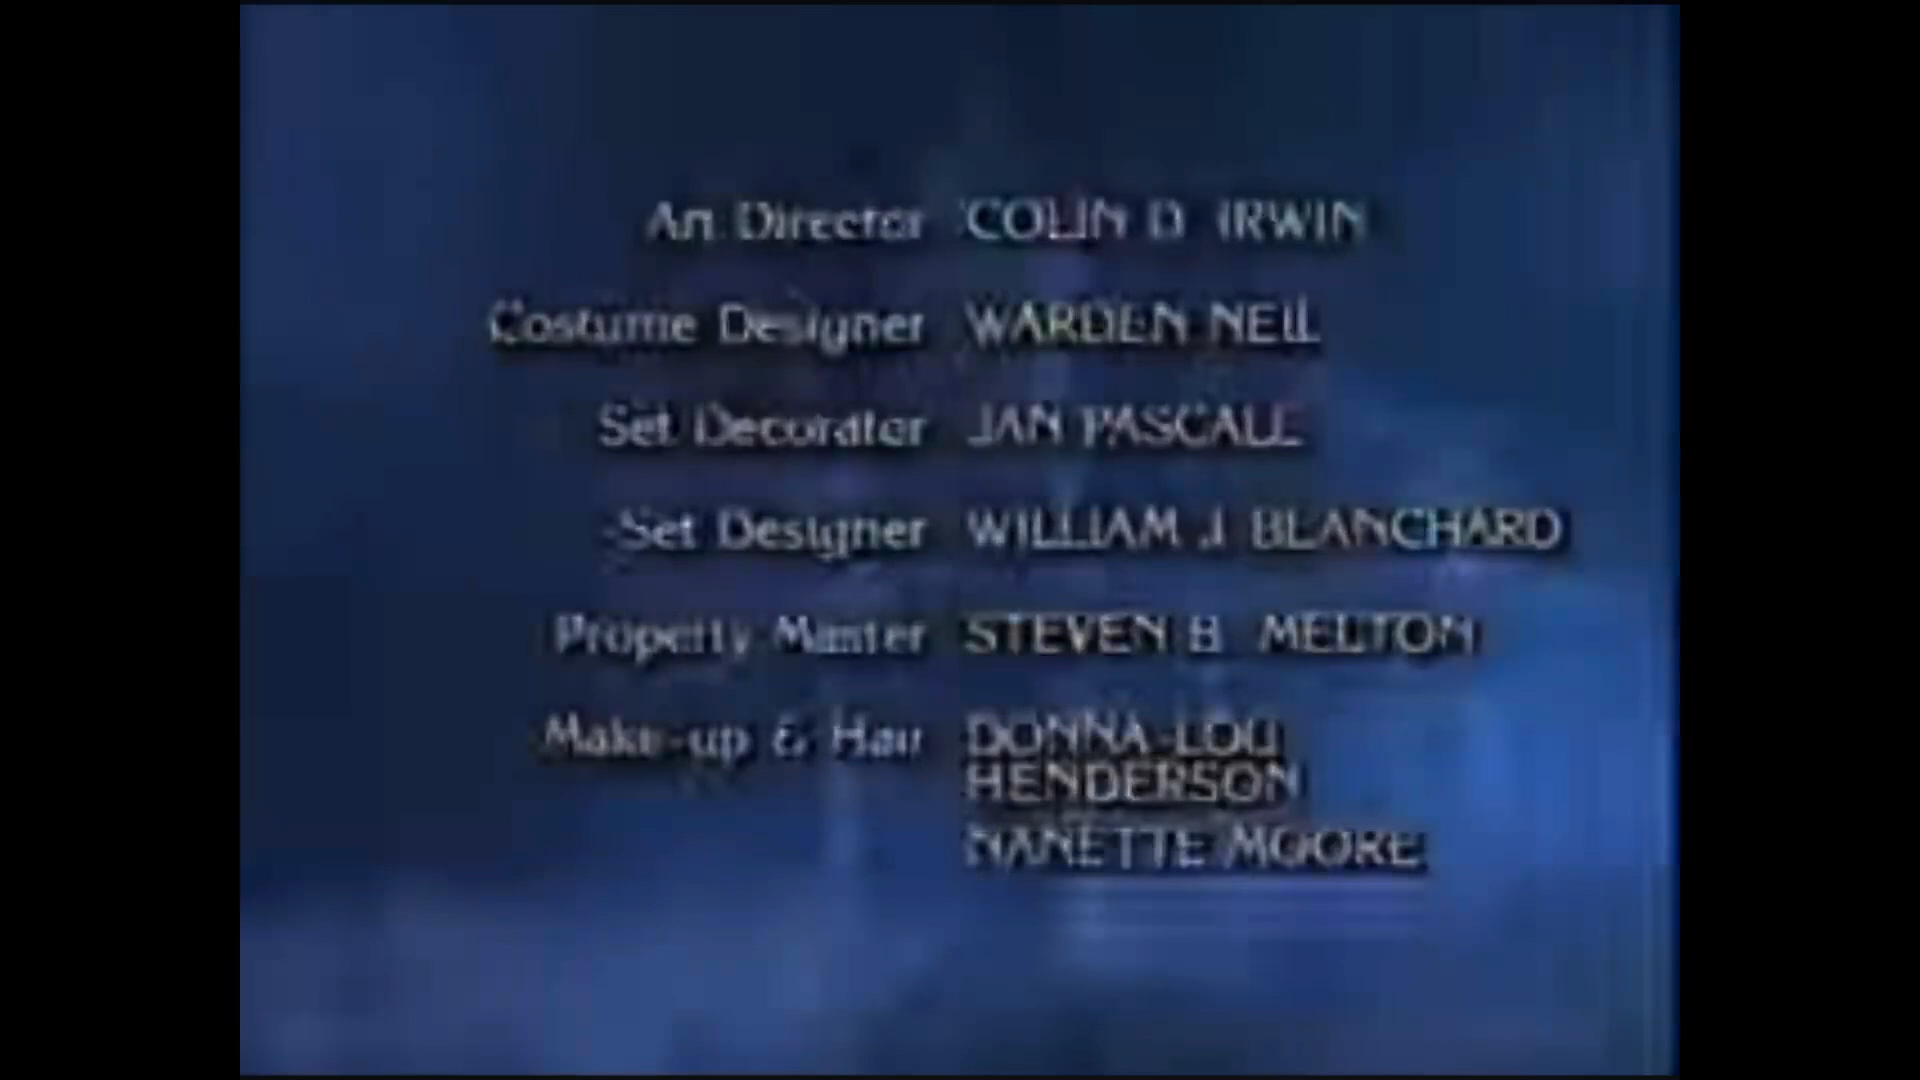 Art Director COLIN D. IRWIN
Costume Designer WARDEN NEIL
Set Decorator JAN PASCALE
Set Designer WILLIAM J. BLANCHARD
Property Master STEVEN B. MELTON
Make-up & Hair DONNA-LOU
HENDERSON
NANETTE MOORE